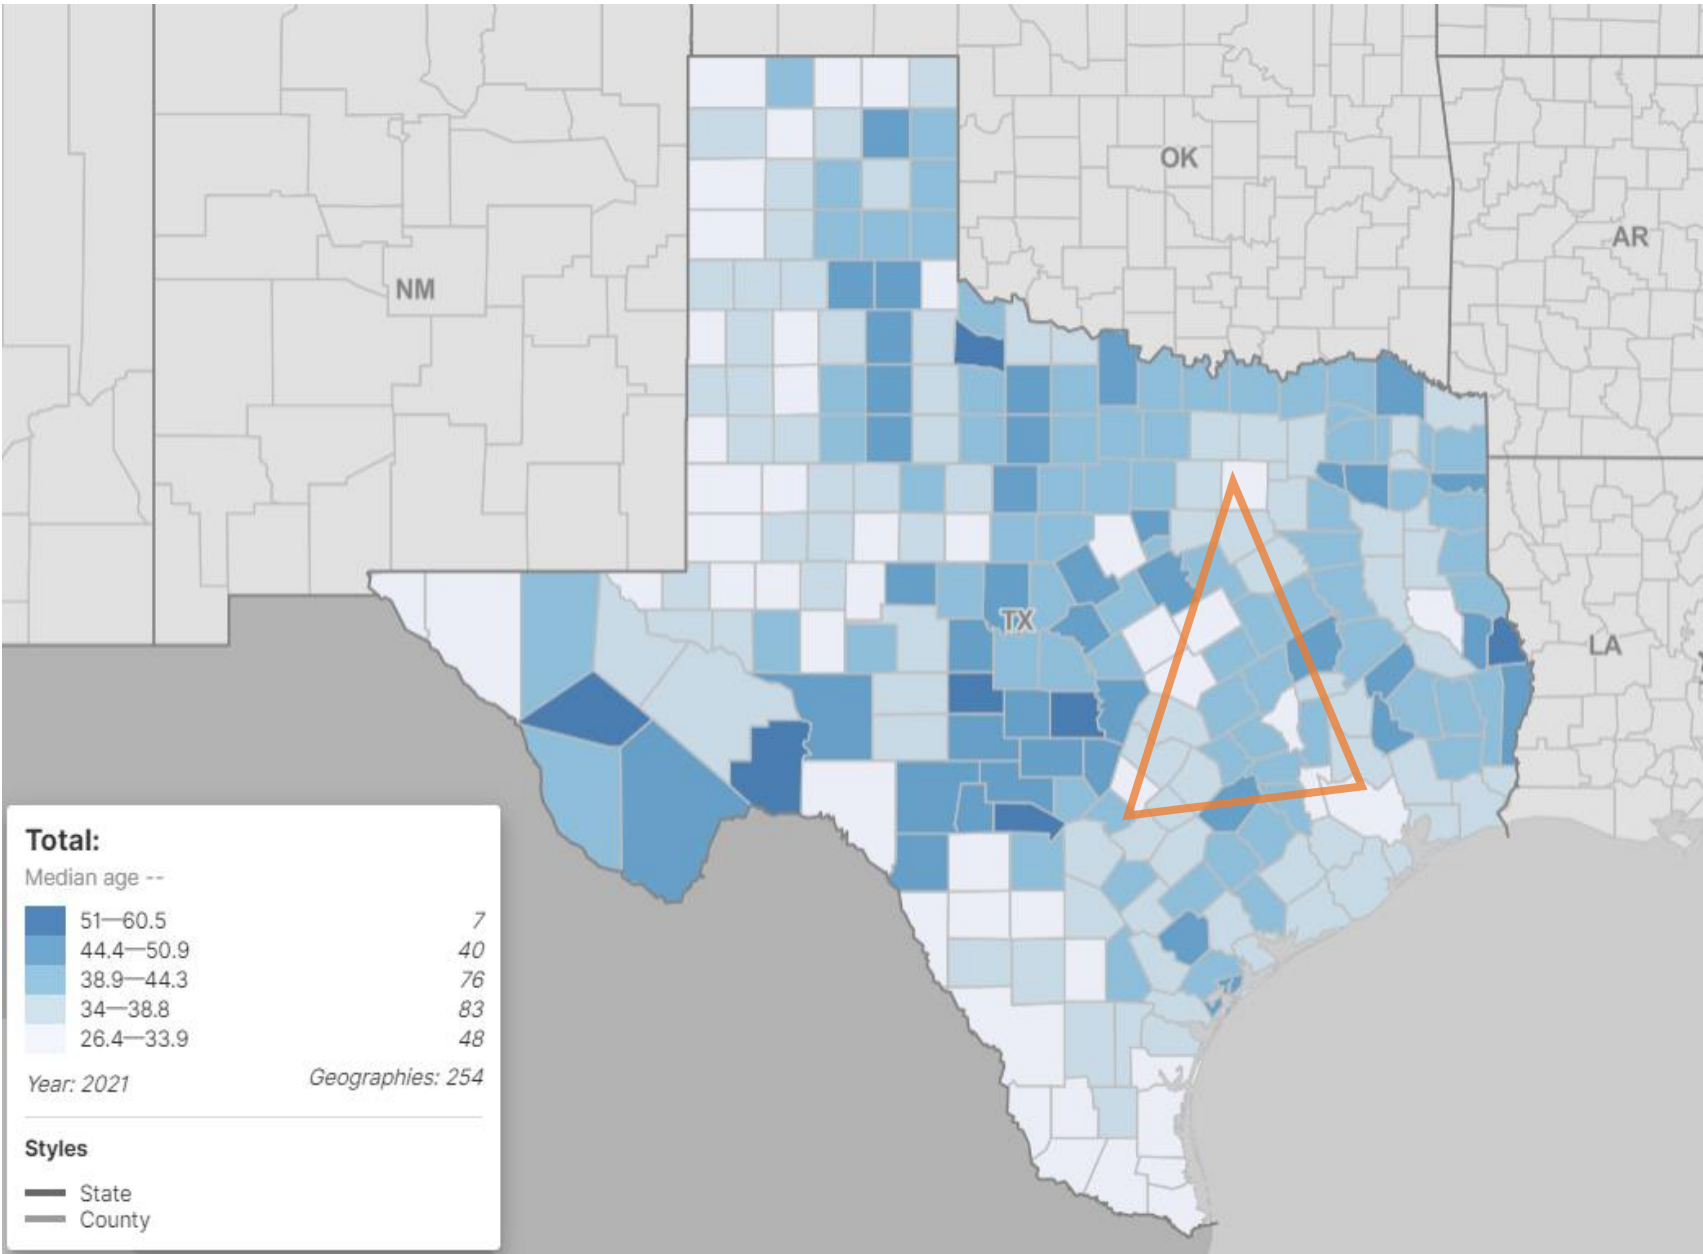 OK
AR
NM
TX
LA
Total:
Median age --
51—60.5 7
44.4—50.9 40
38.9—44.3 76
34—38.8 83
26.4—33.9 48
Year: 2021 Geographies: 254
Styles
State
County